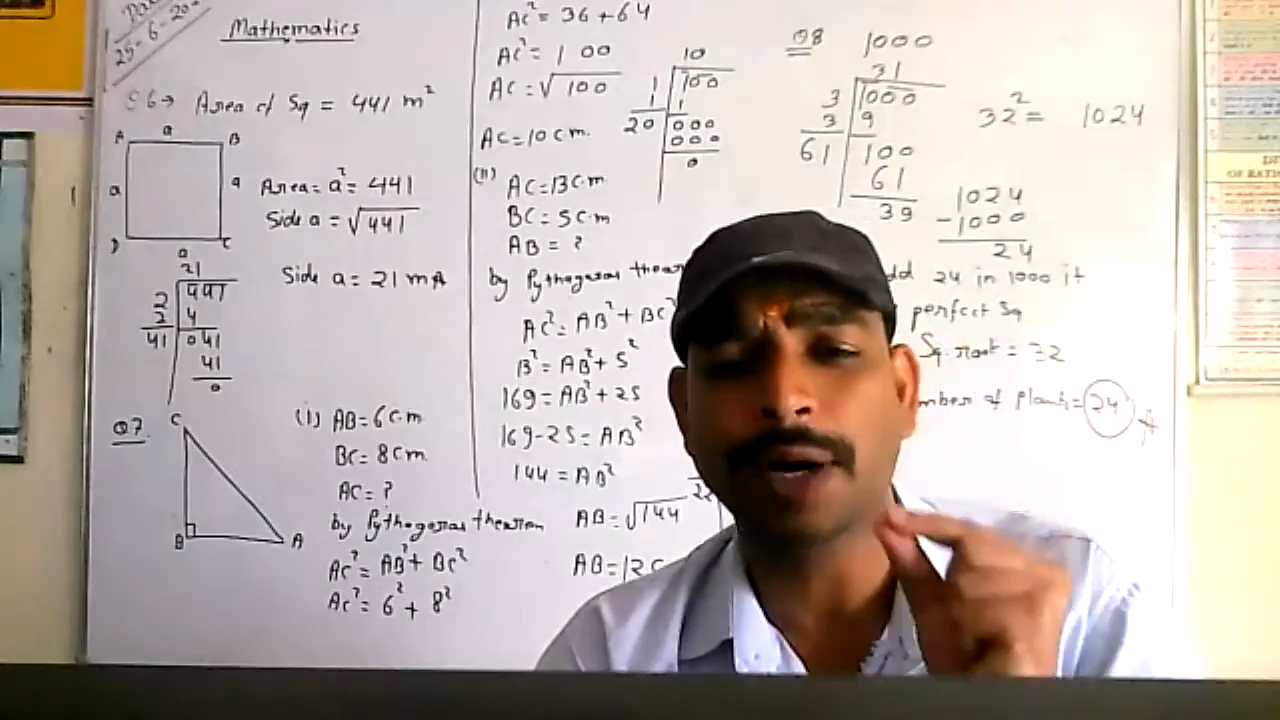 25-6-20
Mathematics
Q6→ Area of Sq = 441 m²
A a B
a a
D a C
Area = a² = 441
Side a = √441
Side a = 21 m A
21
2 441
2 4
41 041
41
0
Q7.
C
B A
(i) AB = 6 cm
BC = 8 cm
AC = ?
by Pythagoras theorem
AC² = AB² + BC²
AC² = 6² + 8²
AC² = 36 + 64
AC² = 100
AC = √100
AC = 10 cm.
10
1 100
1 1
20 000
000
0
(ii) AC = 13 cm
BC = 5 cm
AB = ?
by Pythagoras
AC² = AB² + BC²
13² = AB² + 5²
169 = AB² + 25
169 - 25 = AB²
144 = AB²
AB = √144
AB = 12 c
Q8 1000
31
3 1000
3 9
61 100
61
39
32² = 1024
1024
-1000
24
dd 24 in 1000 it
perfect Sq
Sq. root = 32
mber of plants = 24 A
OF RATI